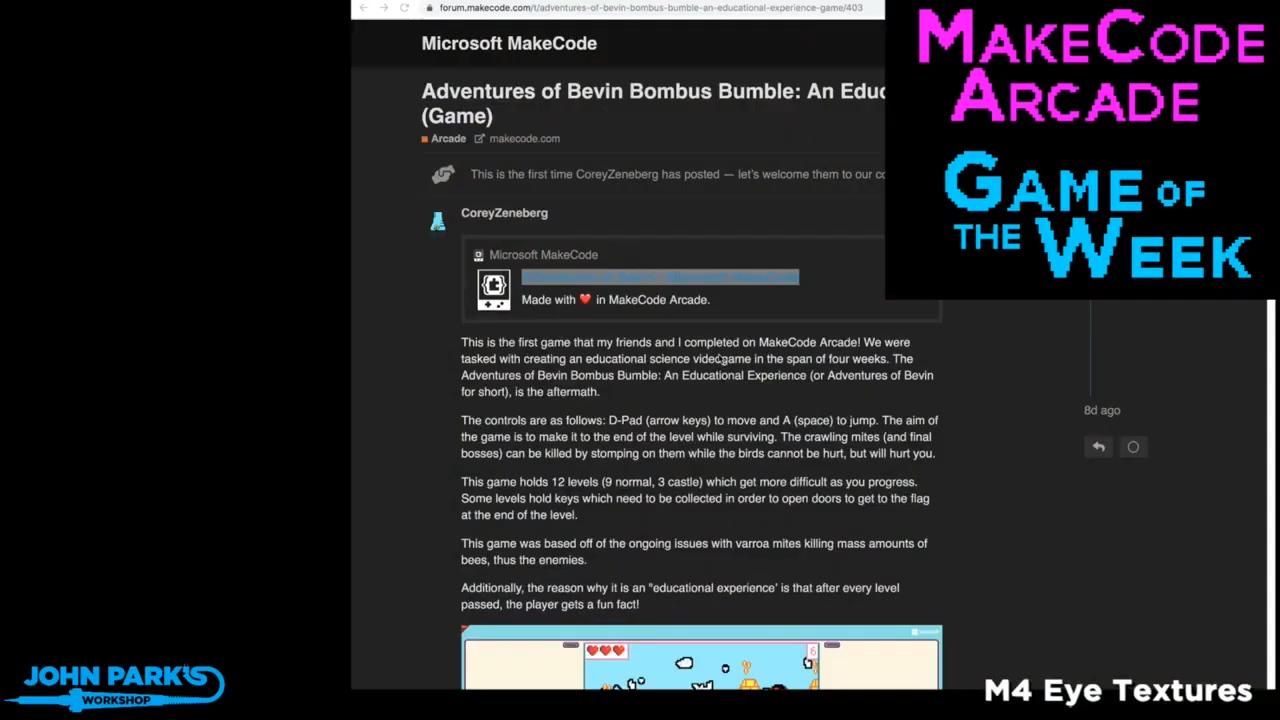 forum.makecode.com/t/adventures-of-bevin-bombus-bumble-an-educational-experience-game/403
Microsoft MakeCode
Adventures of Bevin Bombus Bumble: An Educ
(Game)
Arcade makecode.com
This is the first time CoreyZeneberg has posted — let's welcome them to our co
CoreyZeneberg
Microsoft MakeCode
Made with ❤️ in MakeCode Arcade.
This is the first game that my friends and I completed on MakeCode Arcade! We were
tasked with creating an educational science videogame in the span of four weeks. The
Adventures of Bevin Bombus Bumble: An Educational Experience (or Adventures of Bevin
for short), is the aftermath.
The controls are as follows: D-Pad (arrow keys) to move and A (space) to jump. The aim of
the game is to make it to the end of the level while surviving. The crawling mites (and final
bosses) can be killed by stomping on them while the birds cannot be hurt, but will hurt you.
This game holds 12 levels (9 normal, 3 castle) which get more difficult as you progress.
Some levels hold keys which need to be collected in order to open doors to get to the flag
at the end of the level.
This game was based off of the ongoing issues with varroa mites killing mass amounts of
bees, thus the enemies.
Additionally, the reason why it is an "educational experience' is that after every level
passed, the player gets a fun fact!
6
8d ago
MAKECODE
ARCADE
GAME OF
THE WEEK
JOHN PARK'S
WORKSHOP
M4 Eye Textures